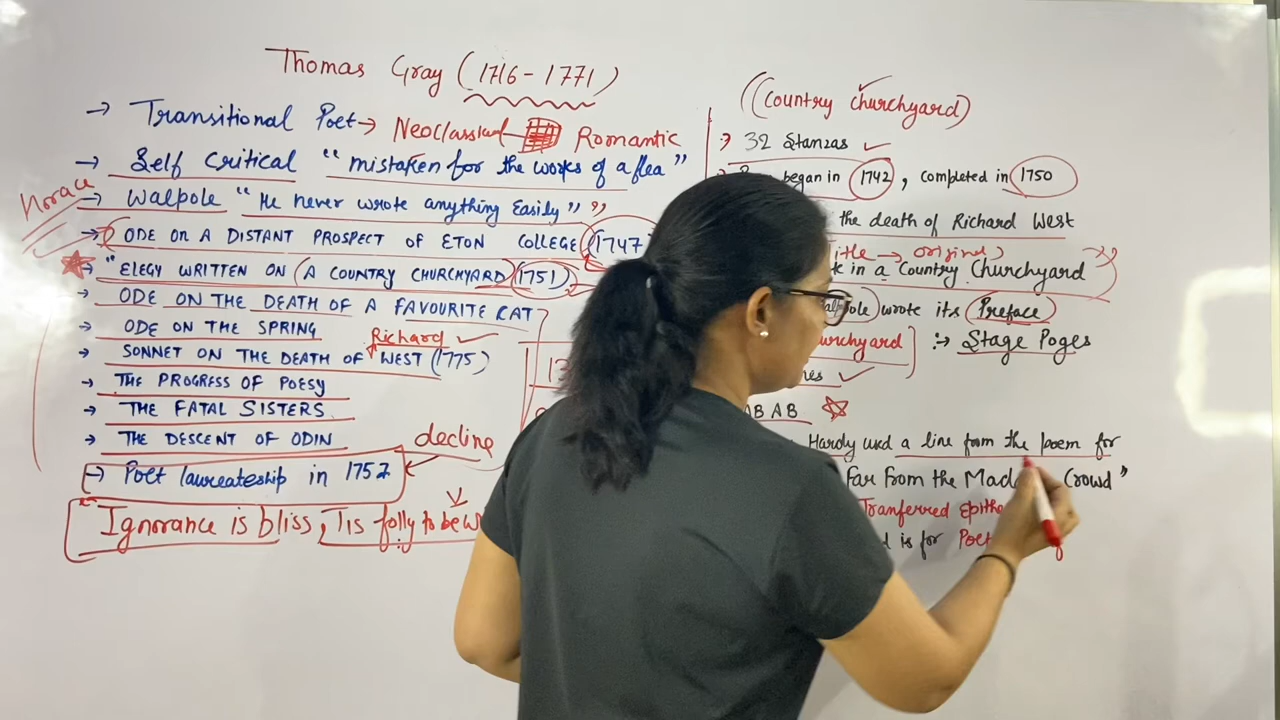 Thomas Gray (1716 - 1771)
→ Transitional Poet → Neoclassical Romantic
→ Self Critical "mistaken for the works of a flea"
Horace
→ Walpole "He never wrote anything Easily""
→ ODE ON A DISTANT PROSPECT OF ETON COLLEGE (1747
→ "ELEGY WRITTEN ON (A COUNTRY CHURCHYARD) (1751)
→ ODE ON THE DEATH OF A FAVOURITE CAT
→ ODE ON THE SPRING
Richard
→ SONNET ON THE DEATH OF WEST (1775)
→ THE PROGRESS OF POESY
→ THE FATAL SISTERS
→ THE DESCENT OF ODIN
decline
→ Poet laureateship in 1757
"Ignorance is bliss, Tis folly to be w
((Country Churchyard)
32 Stanzas
began in 1742, completed in 1750
the death of Richard West
itle → original)
in a Country Churchyard
wrote its Preface
urchyard :→ Stage Poges
AB AB
Hardy used a line from the poem for
Far From the Crowd"
Tranferred
is for